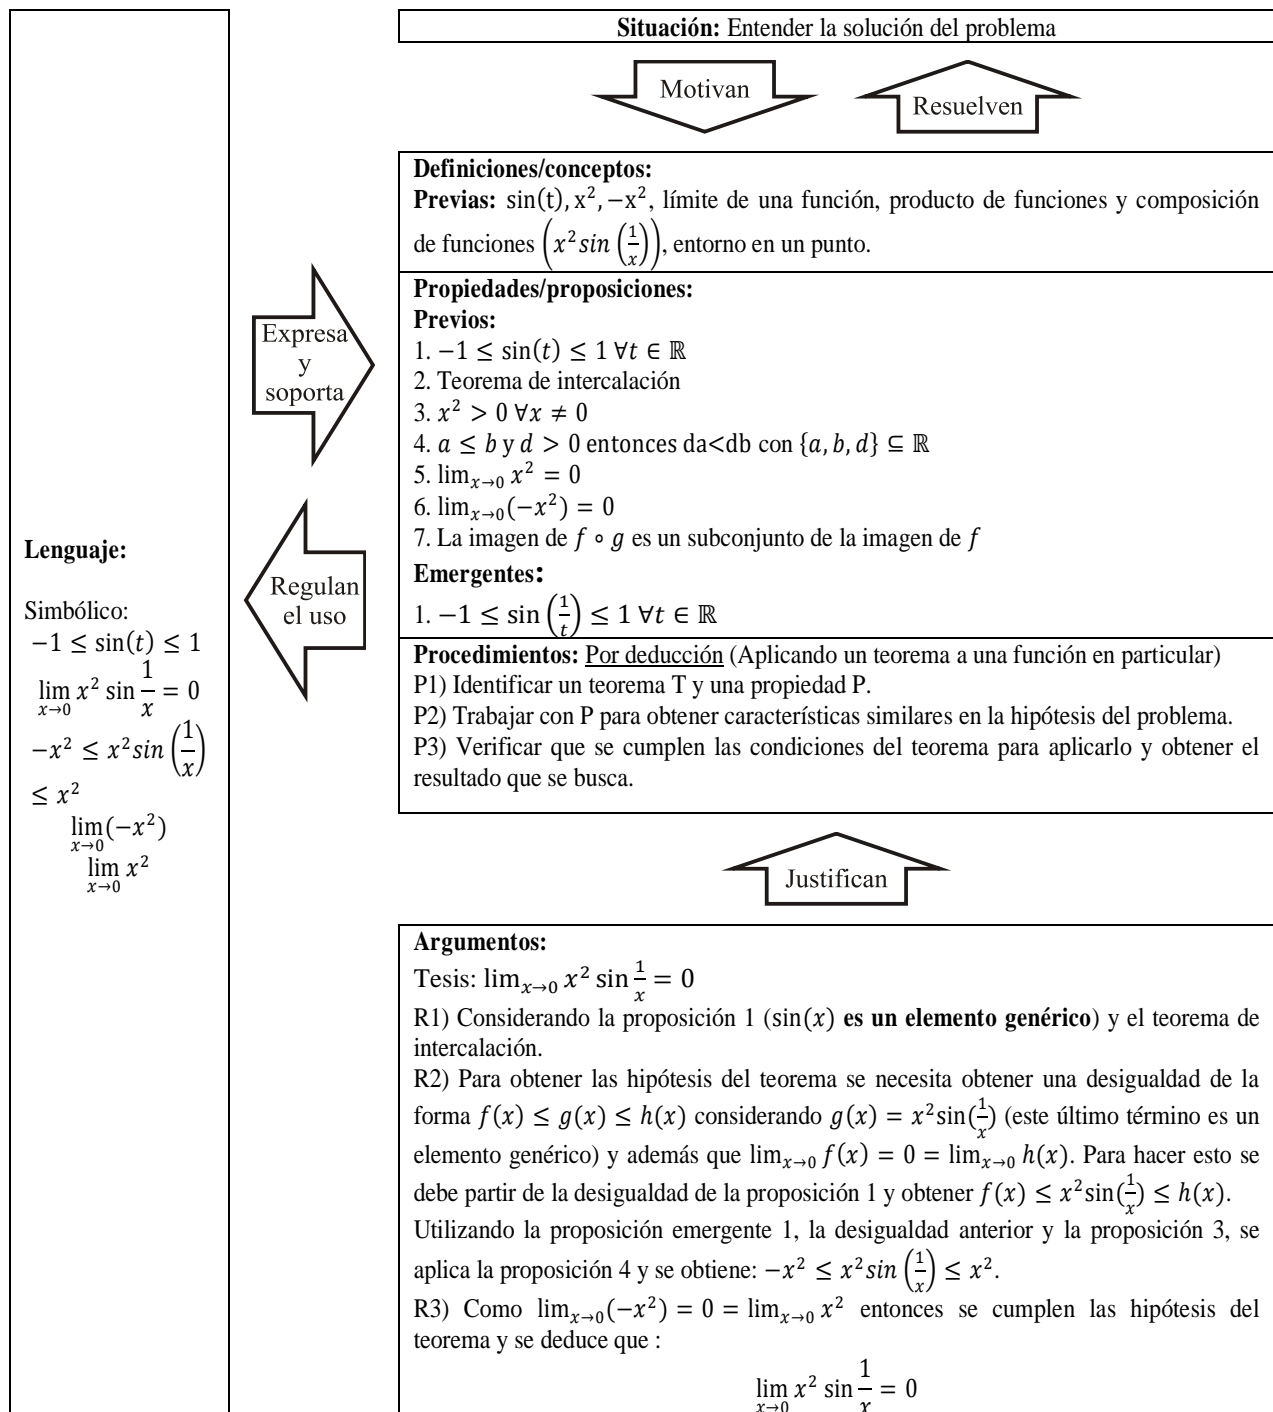 Situación: Entender la solución del problema
Motivan
Resuelven
Definiciones/conceptos:
Previas: sin(t), x², −x², límite de una función, producto de funciones y composición
de funciones (x² sin (1/x)), entorno en un punto.
Propiedades/proposiciones:
Previos:
1. −1 ≤ sin(t) ≤ 1 ∀t ∈ ℝ
2. Teorema de intercalación
3. x² > 0 ∀x ≠ 0
4. a ≤ b y d > 0 entonces da<db con {a, b, d} ⊆ ℝ
5. lim_{x→0} x² = 0
6. lim_{x→0}(−x²) = 0
7. La imagen de f ∘ g es un subconjunto de la imagen de f
Emergentes:
1. −1 ≤ sin (1/t) ≤ 1 ∀t ∈ ℝ
Procedimientos: Por deducción (Aplicando un teorema a una función en particular)
P1) Identificar un teorema T y una propiedad P.
P2) Trabajar con P para obtener características similares en la hipótesis del problema.
P3) Verificar que se cumplen las condiciones del teorema para aplicarlo y obtener el
resultado que se busca.
Expresa
y
soporta
Regulan
el uso
Lenguaje:
Simbólico:
−1 ≤ sin(t) ≤ 1
lim_{x→0} x² sin 1/x = 0
−x² ≤ x² sin (1/x)
≤ x²
lim_{x→0}(−x²)
lim_{x→0} x²
Justifican
Argumentos:
Tesis: lim_{x→0} x² sin 1/x = 0
R1) Considerando la proposición 1 (sin(x) es un elemento genérico) y el teorema de
intercalación.
R2) Para obtener las hipótesis del teorema se necesita obtener una desigualdad de la
forma f(x) ≤ g(x) ≤ h(x) considerando g(x) = x² sin(1/x) (este último término es un
elemento genérico) y además que lim_{x→0} f(x) = 0 = lim_{x→0} h(x). Para hacer esto se
debe partir de la desigualdad de la proposición 1 y obtener f(x) ≤ x² sin(1/x) ≤ h(x).
Utilizando la proposición emergente 1, la desigualdad anterior y la proposición 3, se
aplica la proposición 4 y se obtiene: −x² ≤ x² sin (1/x) ≤ x².
R3) Como lim_{x→0}(−x²) = 0 = lim_{x→0} x² entonces se cumplen las hipótesis del
teorema y se deduce que :
lim_{x→0} x² sin 1/x = 0